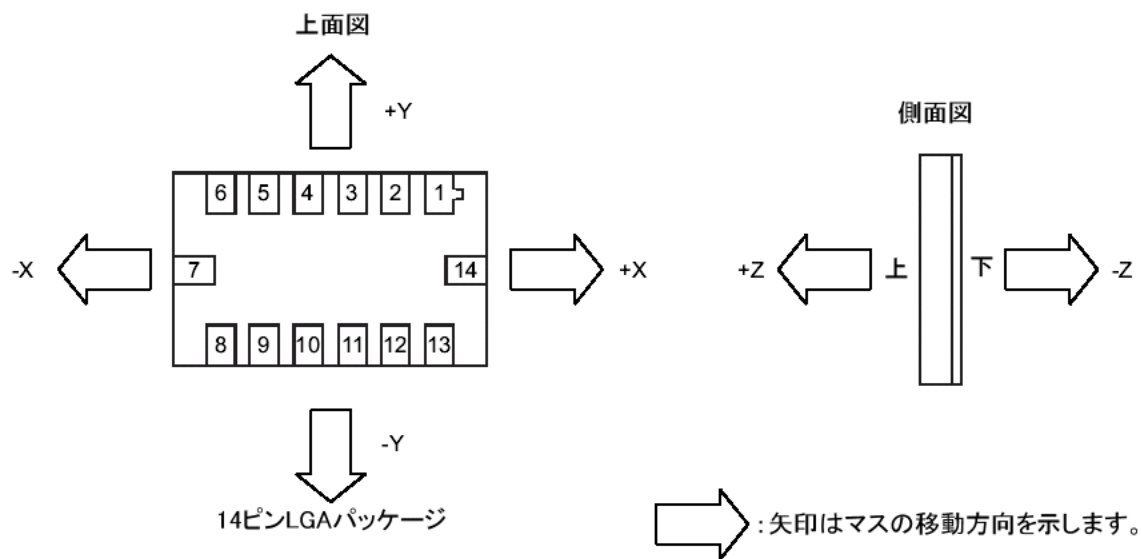 上面図
+Y
側面図
6 5 4 3 2 1
-X
7
14
+X
+Z
上
下
-Z
8 9 10 11 12 13
-Y
14ピンLGAパッケージ
：矢印はマスの移動方向を示します。